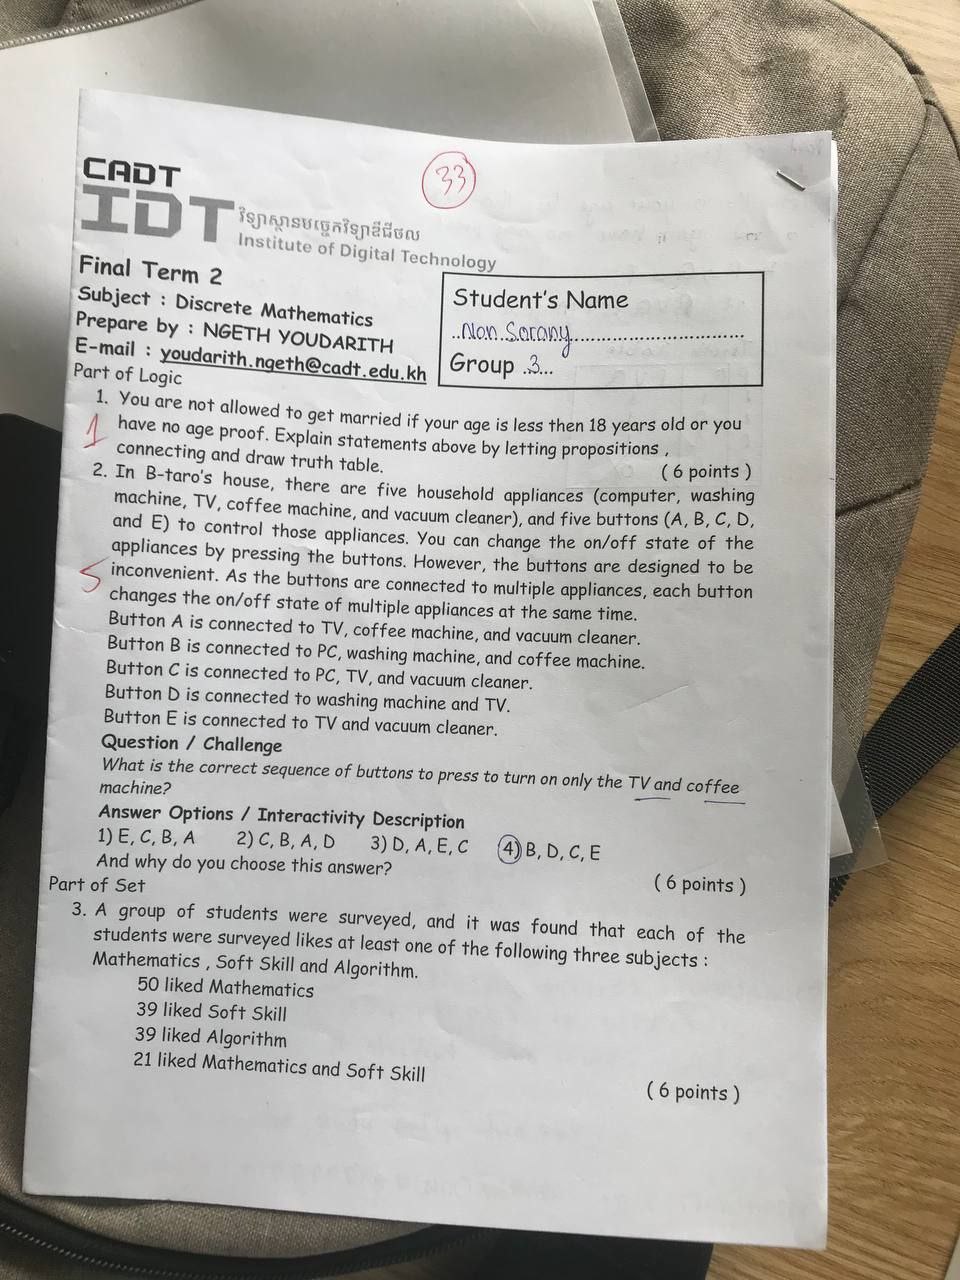 33
CADT
IDT
វិទ្យាស្ថានបច្ចេកវិទ្យាឌីជីថល
Institute of Digital Technology
Final Term 2
Subject : Discrete Mathematics
Prepare by : NGETH YOUDARITH
E-mail : youdarith.ngeth@cadt.edu.kh
Student's Name
Non Sarany
Group .3...
Part of Logic
1. You are not allowed to get married if your age is less then 18 years old or you
have no age proof. Explain statements above by letting propositions ,
connecting and draw truth table. ( 6 points )
1
2. In B-taro's house, there are five household appliances (computer, washing
machine, TV, coffee machine, and vacuum cleaner), and five buttons (A, B, C, D,
and E) to control those appliances. You can change the on/off state of the
appliances by pressing the buttons. However, the buttons are designed to be
inconvenient. As the buttons are connected to multiple appliances, each button
changes the on/off state of multiple appliances at the same time.
5
Button A is connected to TV, coffee machine, and vacuum cleaner.
Button B is connected to PC, washing machine, and coffee machine.
Button C is connected to PC, TV, and vacuum cleaner.
Button D is connected to washing machine and TV.
Button E is connected to TV and vacuum cleaner.
Question / Challenge
What is the correct sequence of buttons to press to turn on only the TV and coffee
machine?
Answer Options / Interactivity Description
1) E, C, B, A 2) C, B, A, D 3) D, A, E, C 4) B, D, C, E
And why do you choose this answer? ( 6 points )
Part of Set
3. A group of students were surveyed, and it was found that each of the
students were surveyed likes at least one of the following three subjects :
Mathematics , Soft Skill and Algorithm.
50 liked Mathematics
39 liked Soft Skill
39 liked Algorithm
21 liked Mathematics and Soft Skill
( 6 points )